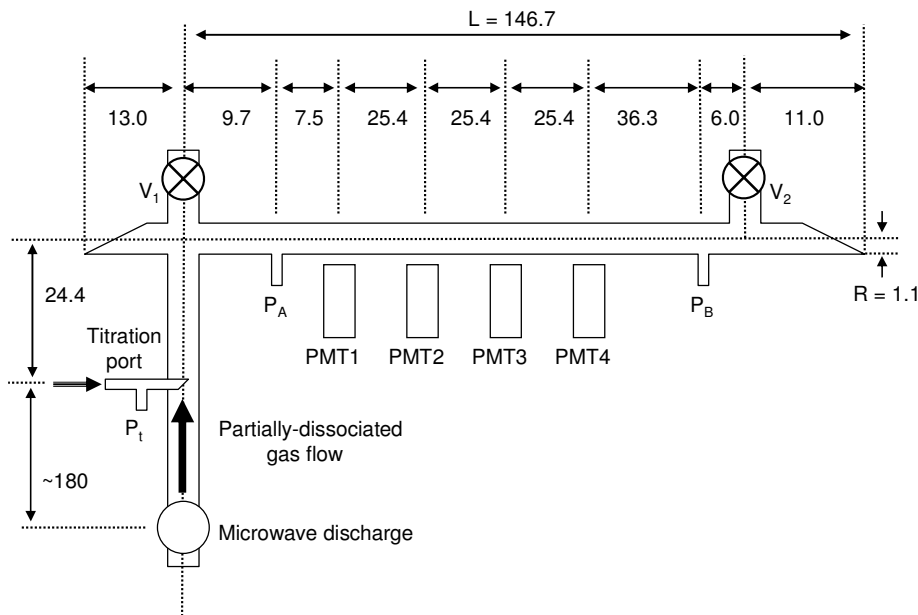 L = 146.7
13.0
9.7
7.5
25.4
25.4
25.4
36.3
6.0
11.0
V1
V2
24.4
R = 1.1
PA
PB
PMT1
PMT2
PMT3
PMT4
Titration
port
Pt
Partially-dissociated
gas flow
~180
Microwave discharge